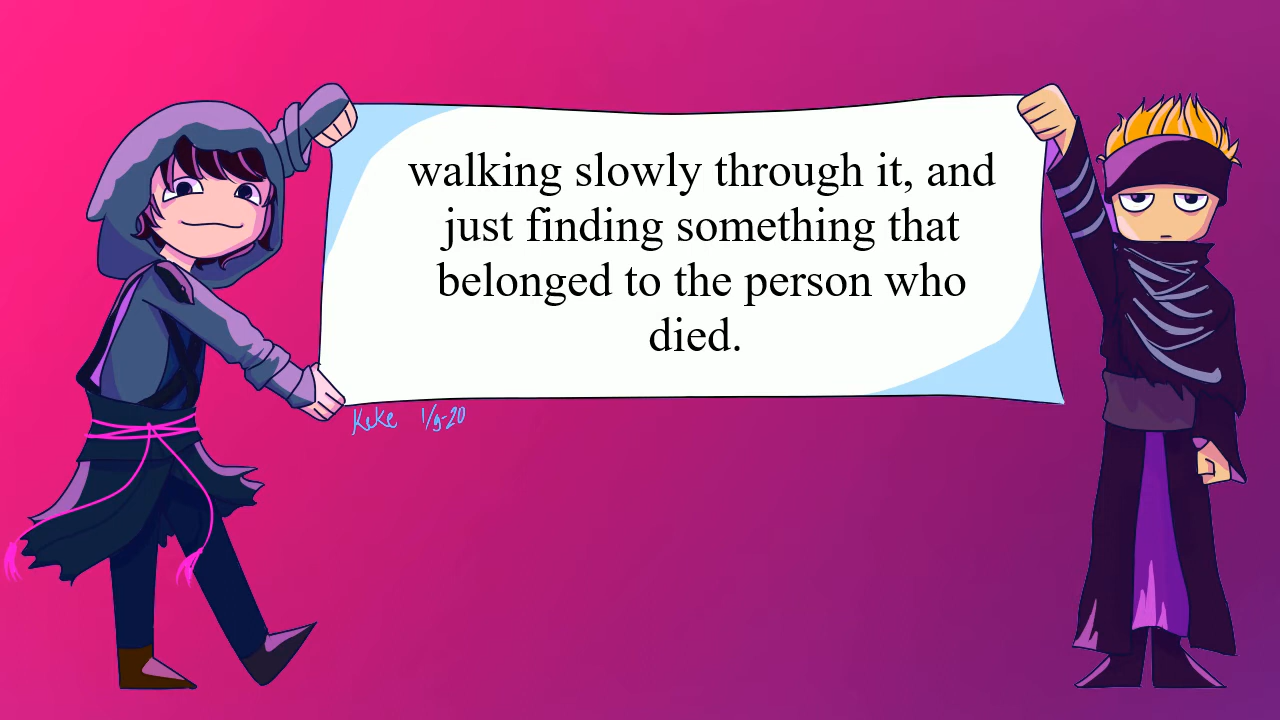 walking slowly through it, and
just finding something that
belonged to the person who
died.
KeKe 1/9-20